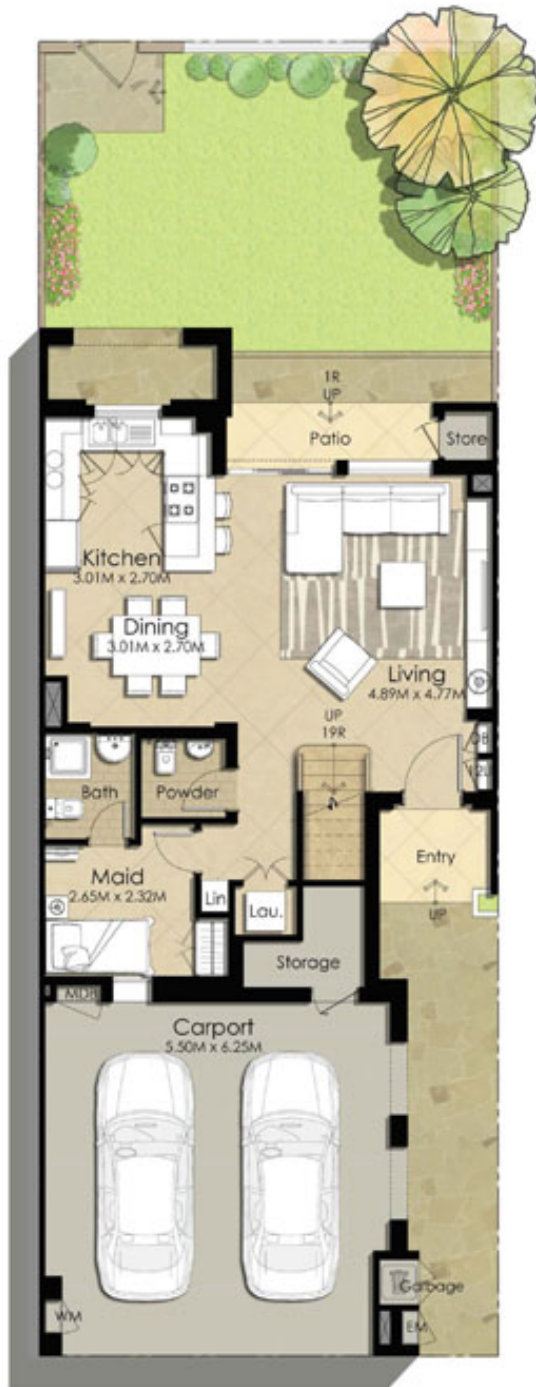 1R
UP
Patio
Store
Kitchen
3.01M x 2.70M
Dining
3.01M x 2.70M
Living
4.89M x 4.77M
UP
19R
DB
Bath
Powder
Entry
UP
Maid
2.65M x 2.32M
Lin
Lau.
Storage
MDB
Carport
5.50M x 6.25M
Garbage
WM
EM